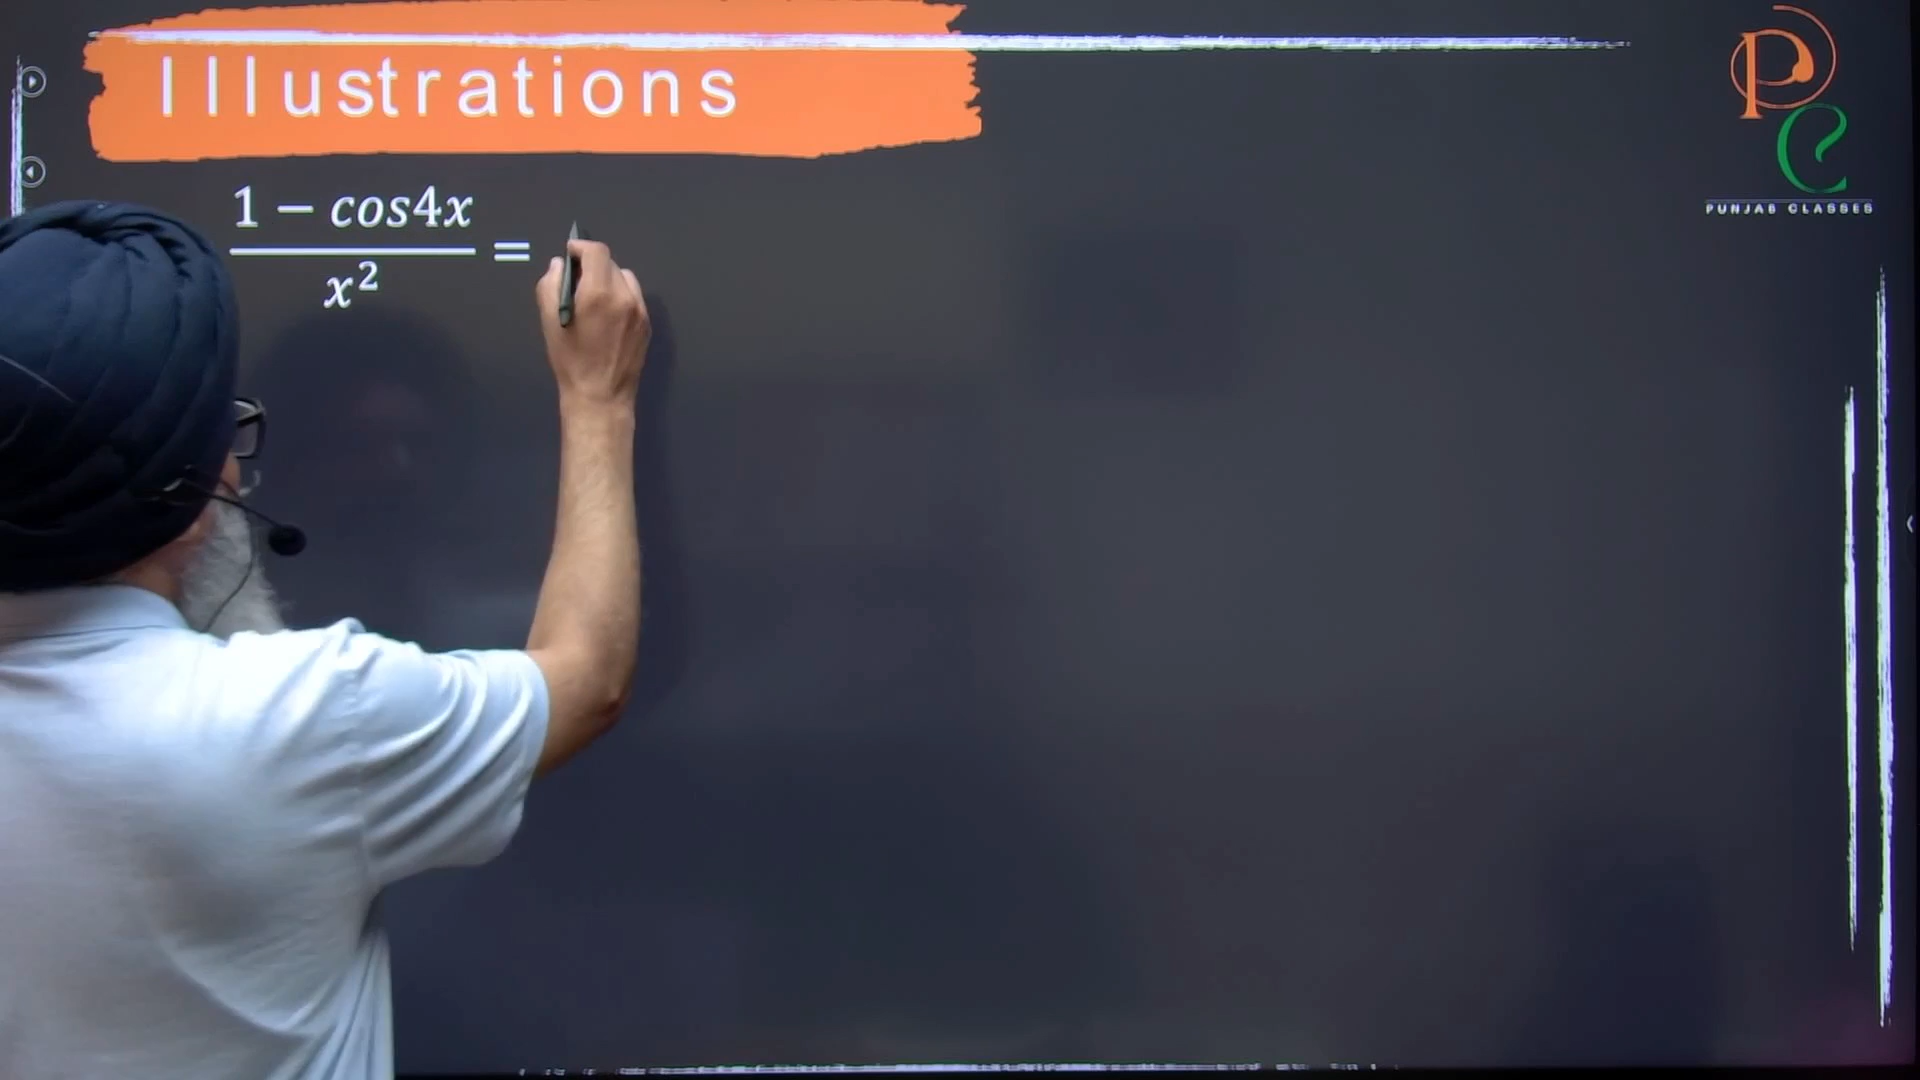 Illustrations
1 − cos4x
x² =
PUNJAB CLASSES